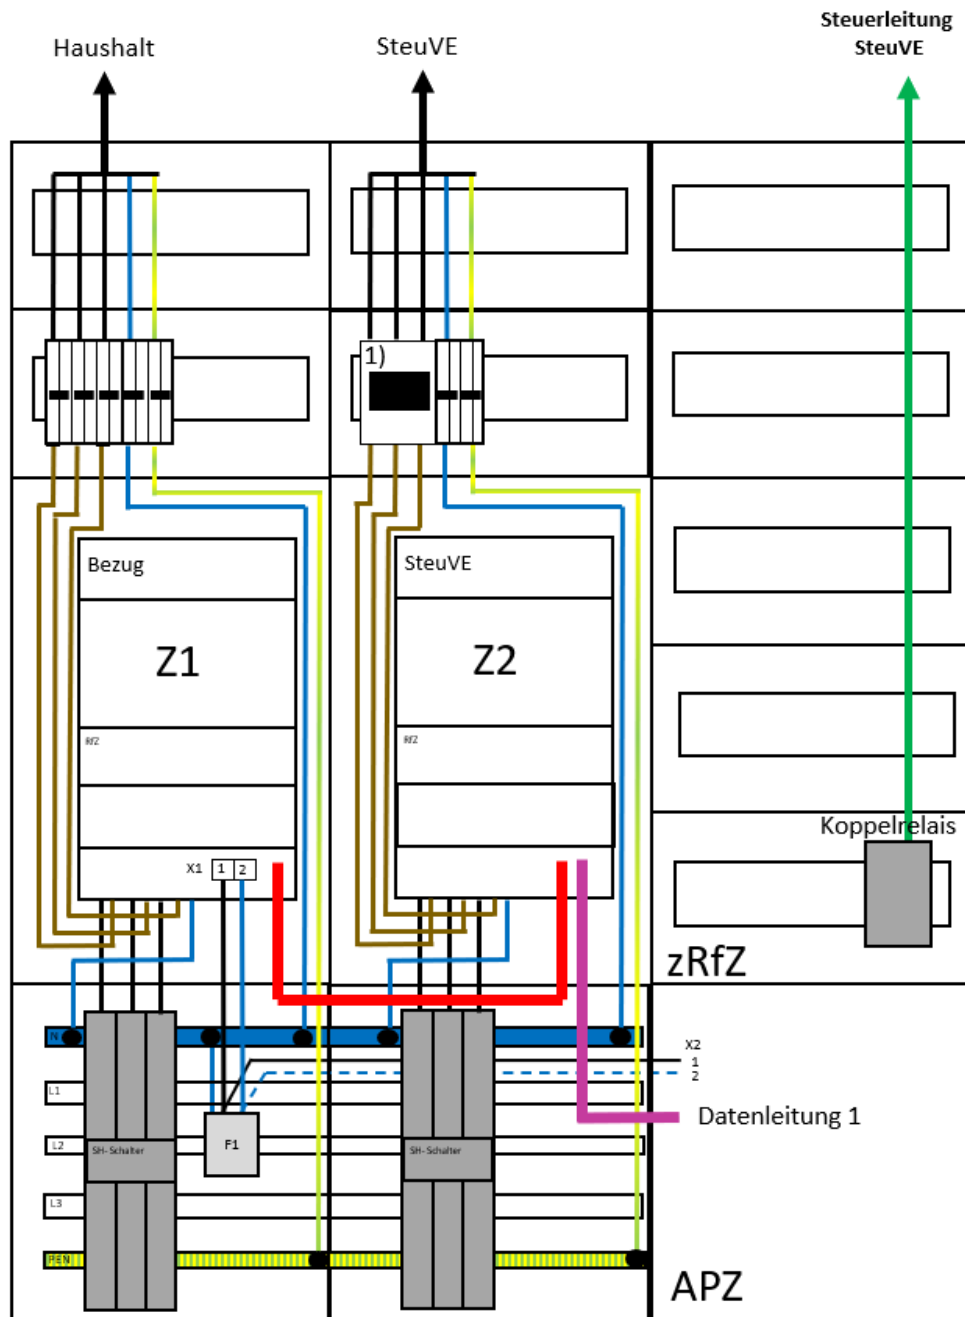 Steuerleitung
SteuVE
Haushalt
SteuVE
1)
Bezug
SteuVE
Z1
Z2
RfZ
RfZ
Koppelrelais
X1
1
2
zRfZ
N
X2
1
2
L1
Datenleitung 1
L2
SH-Schalter
F1
SH-Schalter
L3
PEN
APZ